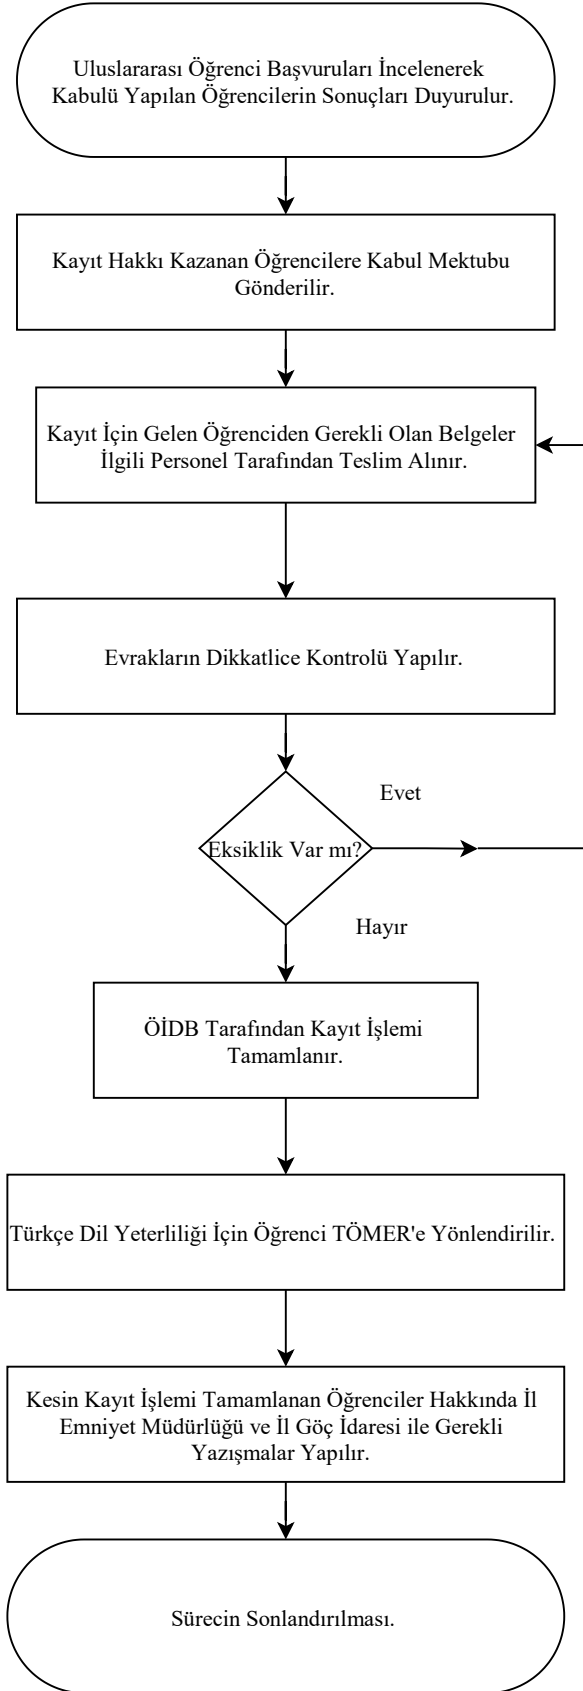 Uluslararası Öğrenci Başvuruları İncelenerek
Kabulü Yapılan Öğrencilerin Sonuçları Duyurulur.
Kayıt Hakkı Kazanan Öğrencilere Kabul Mektubu
Gönderilir.
Kayıt İçin Gelen Öğrenciden Gerekli Olan Belgeler
İlgili Personel Tarafından Teslim Alınır.
Evrakların Dikkatlice Kontrolü Yapılır.
Evet
Eksiklik Var mı?
Hayır
ÖİDB Tarafından Kayıt İşlemi
Tamamlanır.
Türkçe Dil Yeterliliği İçin Öğrenci TÖMER'e Yönlendirilir.
Kesin Kayıt İşlemi Tamamlanan Öğrenciler Hakkında İl
Emniyet Müdürlüğü ve İl Göç İdaresi ile Gerekli
Yazışmalar Yapılır.
Sürecin Sonlandırılması.